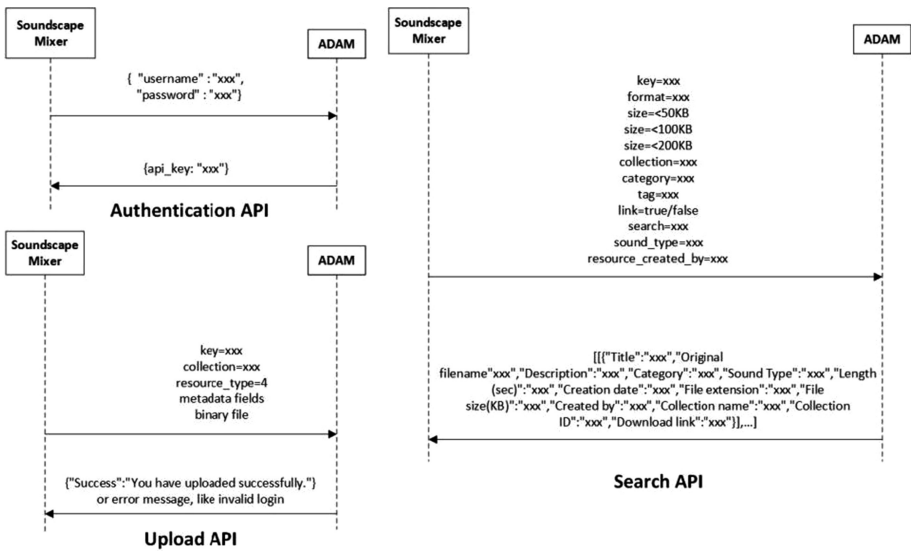 Soundscape
Mixer
ADAM
{ "username" : "xxx",
"password" : "xxx"}
{api_key: "xxx"}
Authentication API
Soundscape
Mixer
ADAM
key=xxx
collection=xxx
resource_type=4
metadata fields
binary file
{"Success":"You have uploaded successfully."}
or error message, like invalid login
Upload API
Soundscape
Mixer
ADAM
key=xxx
format=xxx
size=<50KB
size=<100KB
size=<200KB
collection=xxx
category=xxx
tag=xxx
link=true/false
search=xxx
sound_type=xxx
resource_created_by=xxx
[[{"Title":"xxx","Original
filename"xxx","Description":"xxx","Category":"xxx","Sound Type":"xxx","Length
(sec)":"xxx","Creation date":"xxx","File extension":"xxx","File
size(KB)":"xxx","Created by":"xxx","Collection name":"xxx","Collection
ID":"xxx","Download link":"xxx"}],...]
Search API